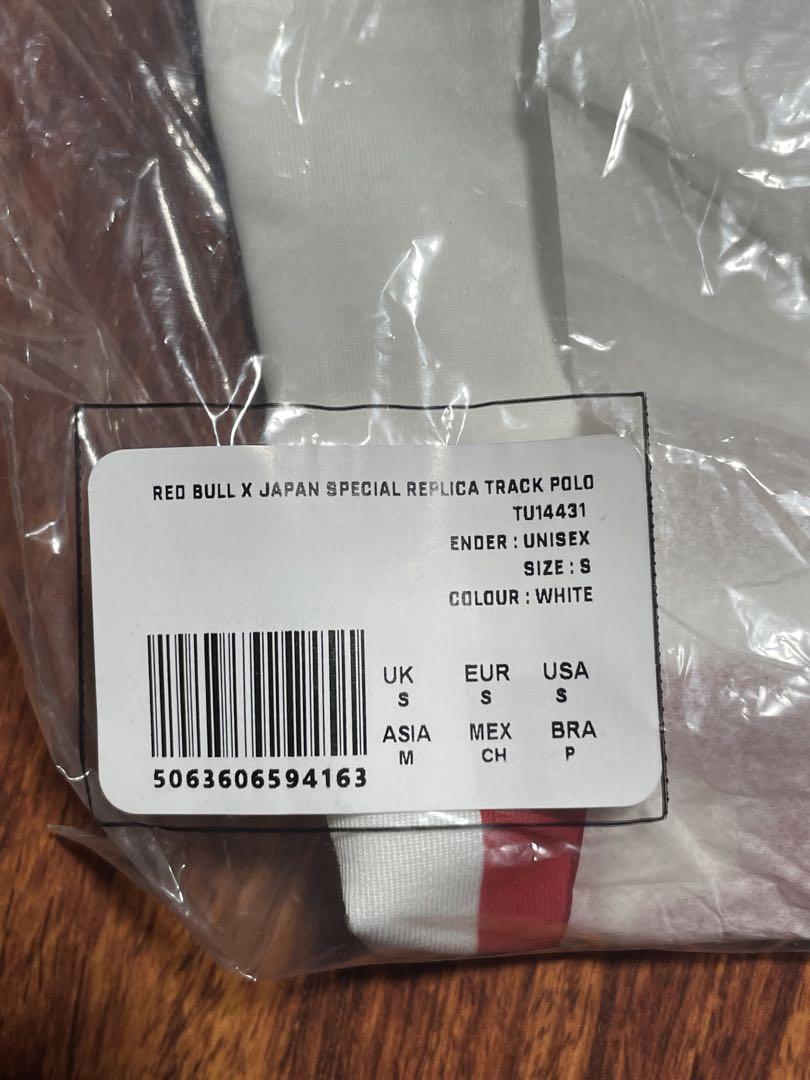 RED BULL X JAPAN SPECIAL REPLICA TRACK POLO
TU14431
ENDER : UNISEX
SIZE : S
COLOUR : WHITE
UK EUR USA
S S S
ASIA MEX BRA
M CH P
5063606594163